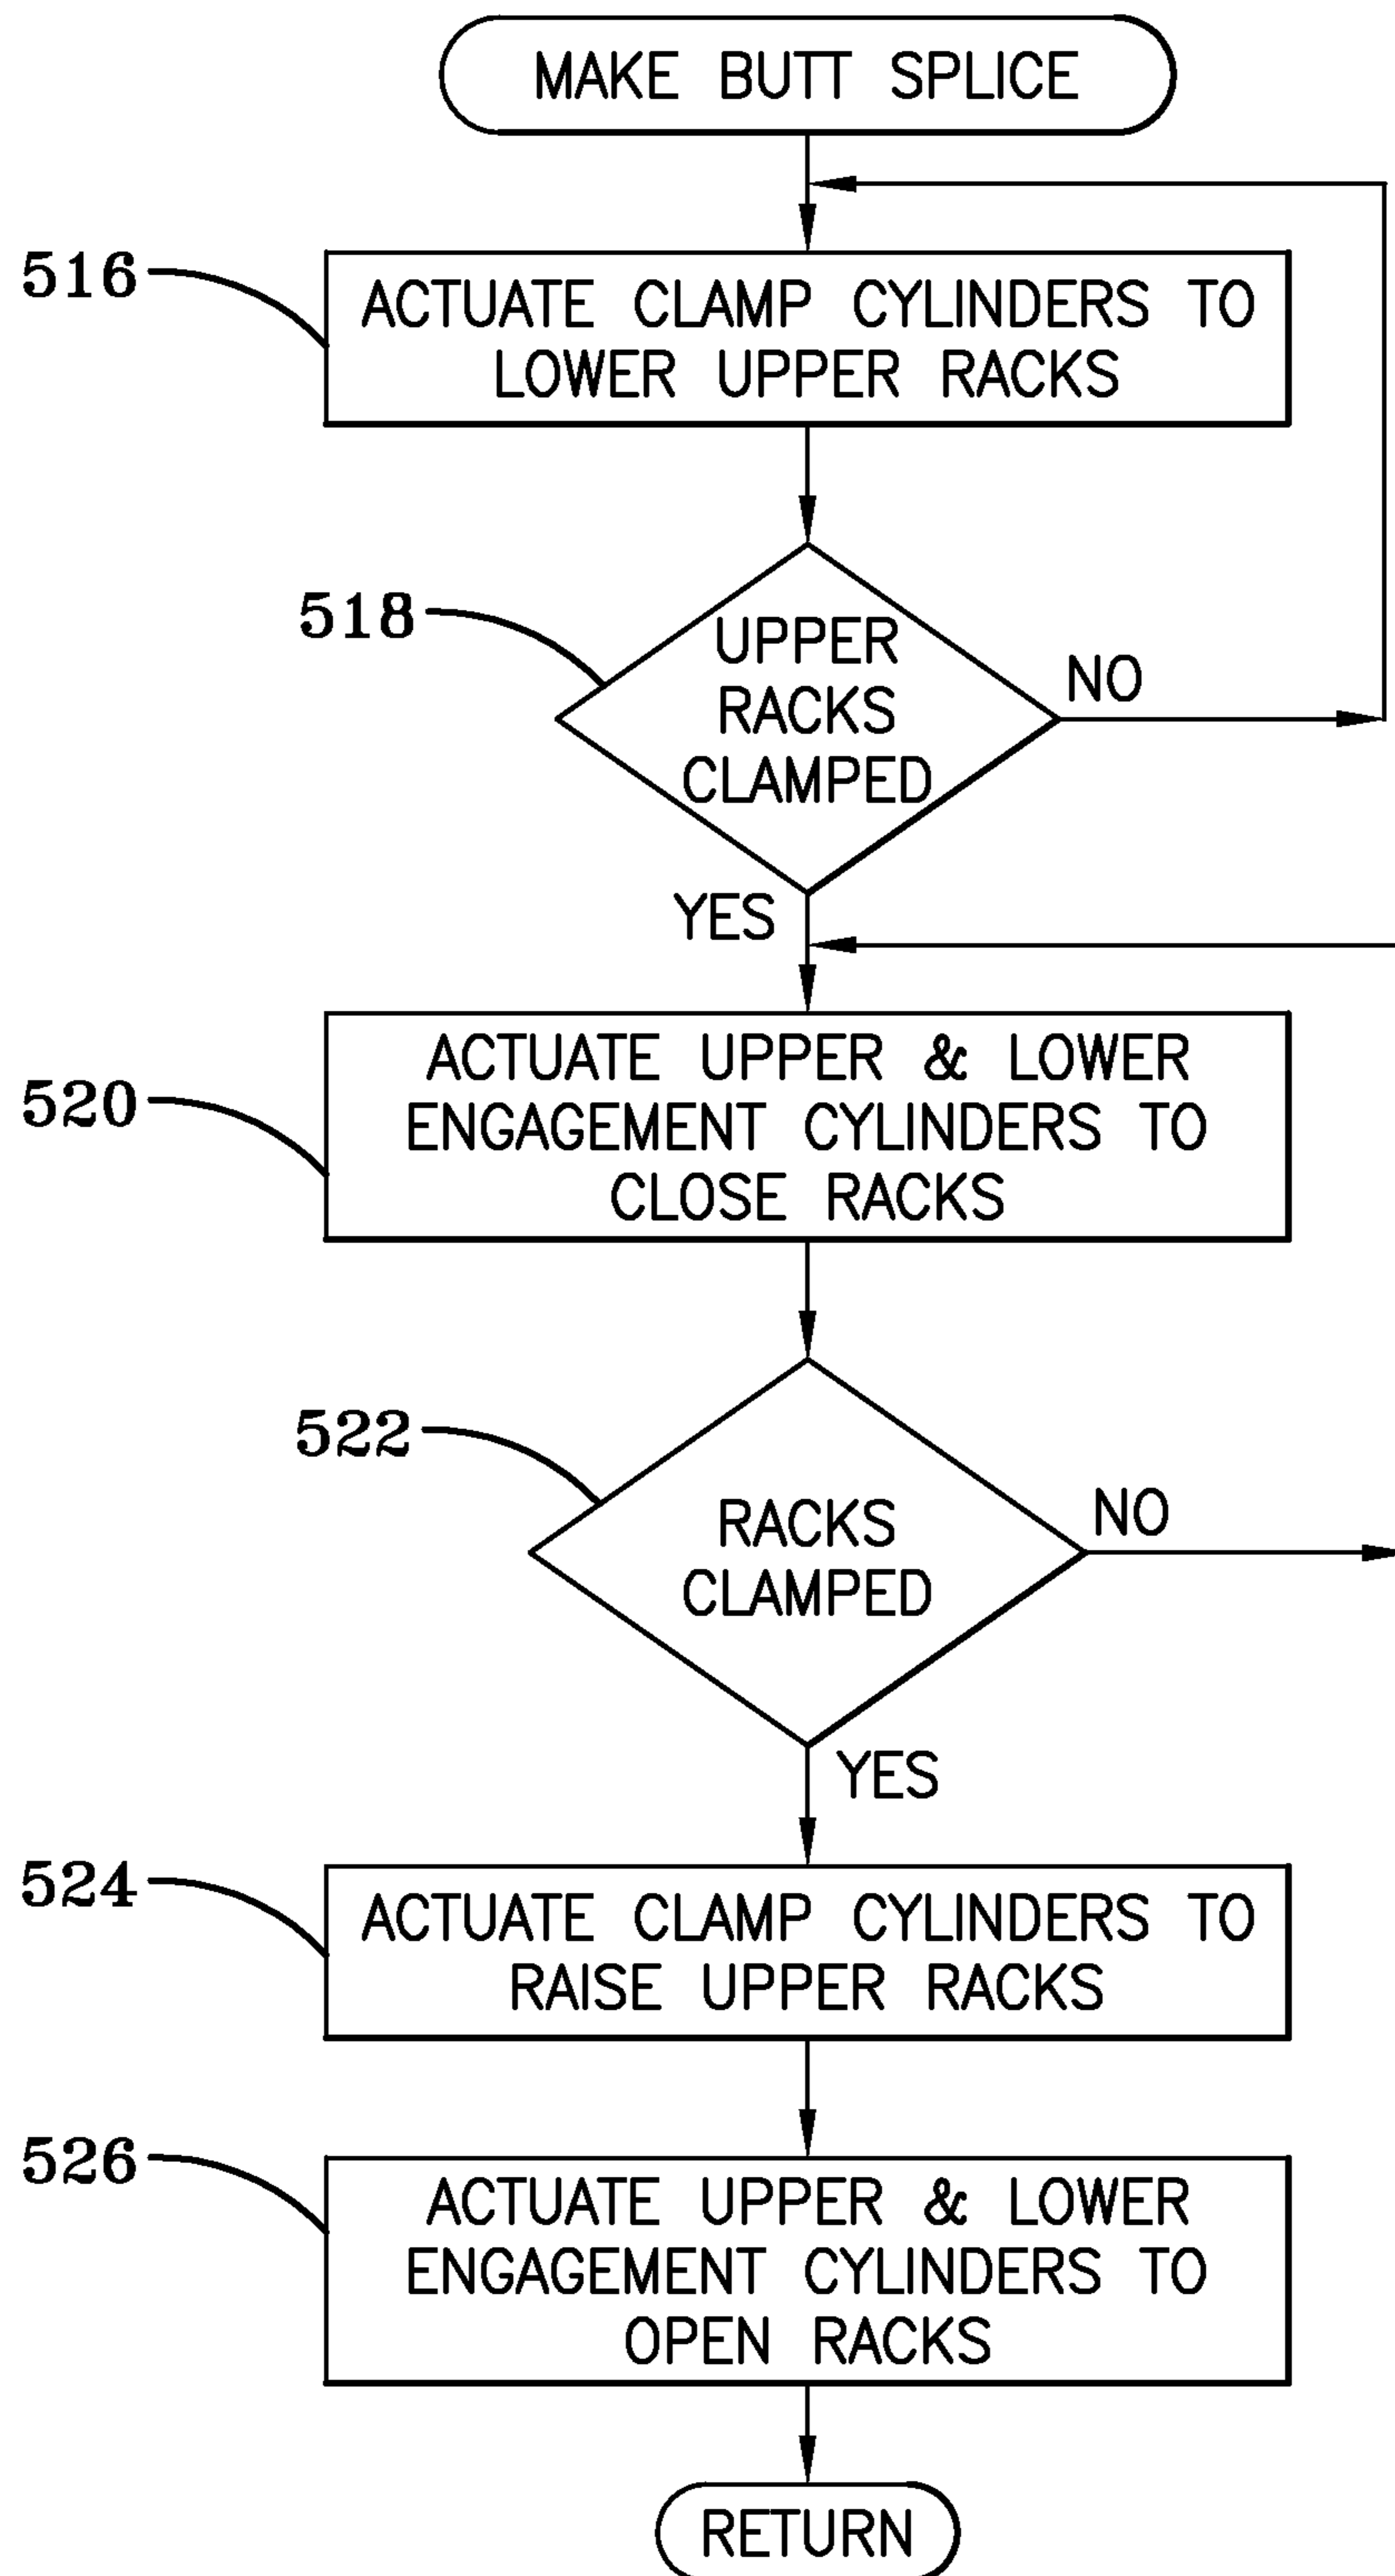 MAKE BUTT SPLICE
516
ACTUATE CLAMP CYLINDERS TO
LOWER UPPER RACKS
518
UPPER
RACKS
CLAMPED
NO
YES
520
ACTUATE UPPER & LOWER
ENGAGEMENT CYLINDERS TO
CLOSE RACKS
522
RACKS
CLAMPED
NO
YES
524
ACTUATE CLAMP CYLINDERS TO
RAISE UPPER RACKS
526
ACTUATE UPPER & LOWER
ENGAGEMENT CYLINDERS TO
OPEN RACKS
RETURN